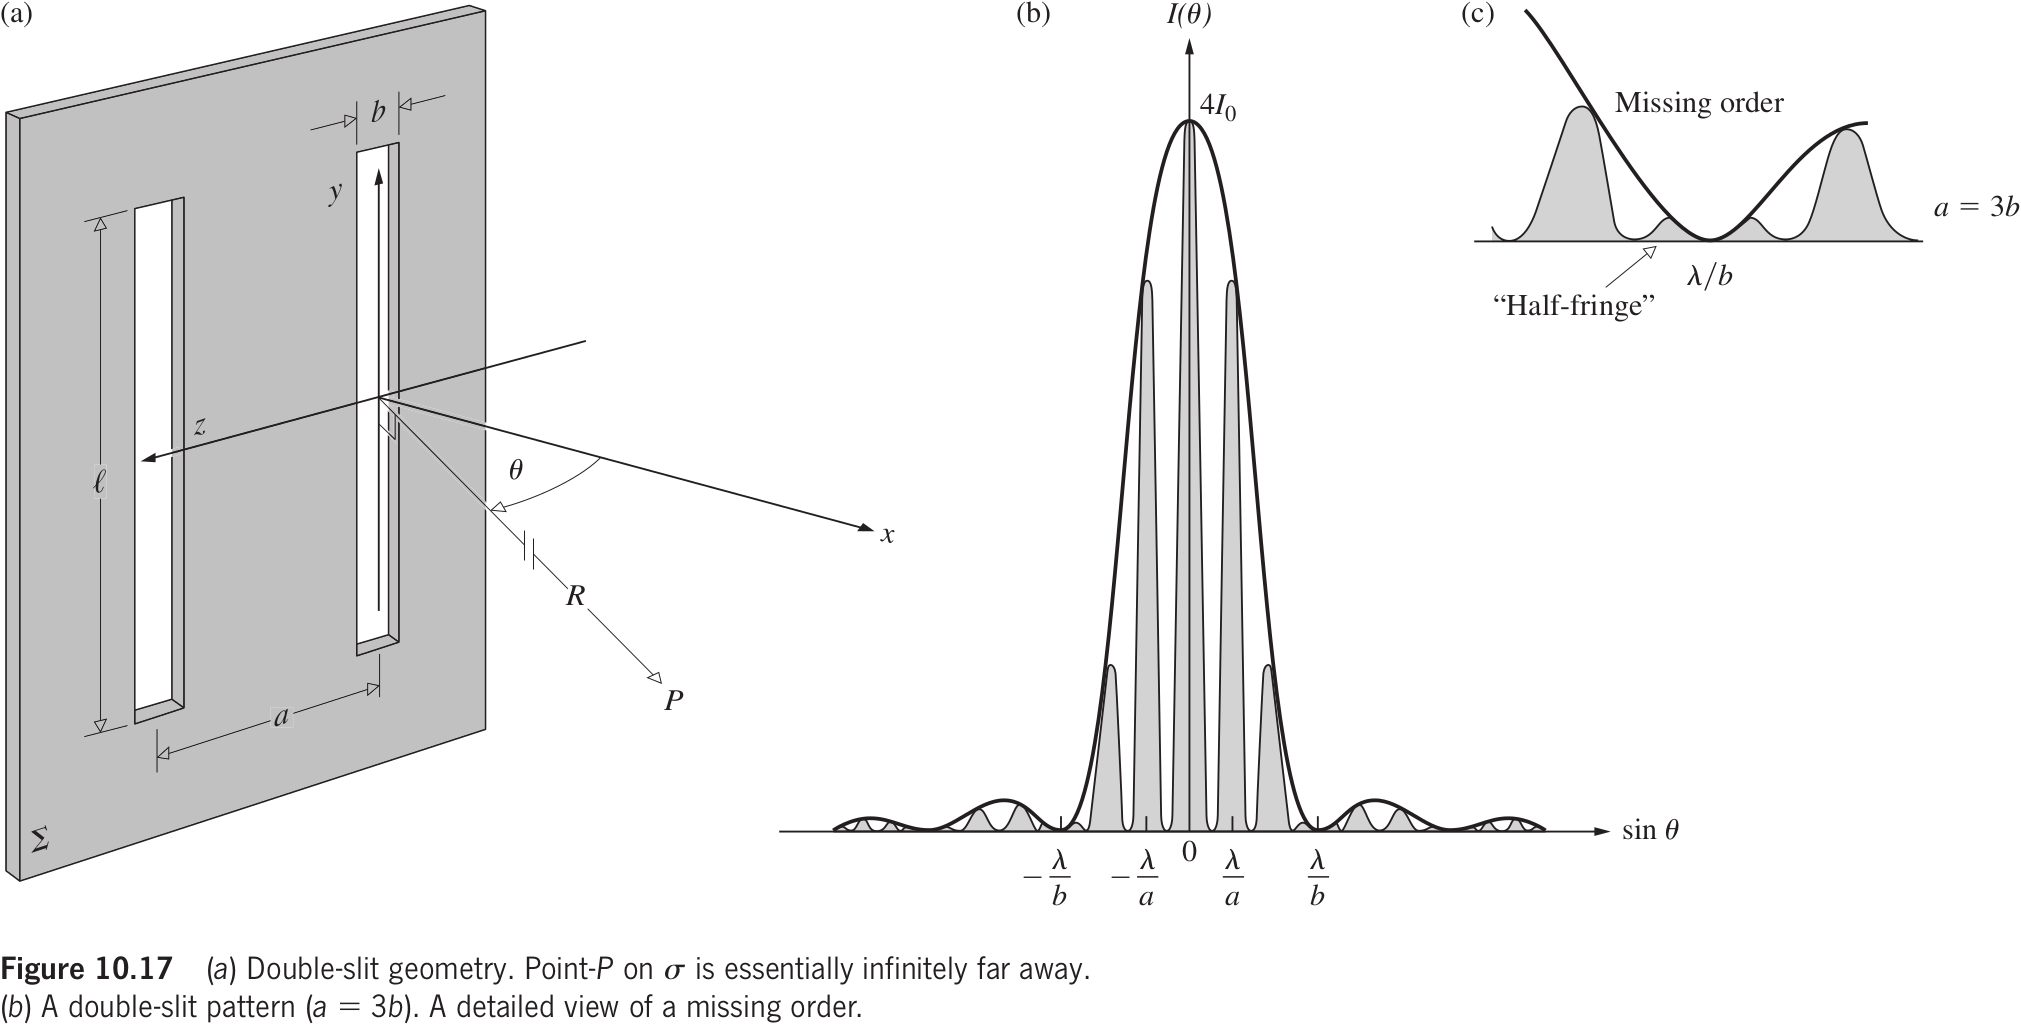 (a)
b
y
z
ℓ
θ
x
R
P
a
Σ
(b)
I(θ)
4I₀
sin θ
0
− λ/b
− λ/a
λ/a
λ/b
(c)
Missing order
a = 3b
λ/b
“Half-fringe”
Figure 10.17 (a) Double-slit geometry. Point-P on σ is essentially infinitely far away.
(b) A double-slit pattern (a = 3b). A detailed view of a missing order.